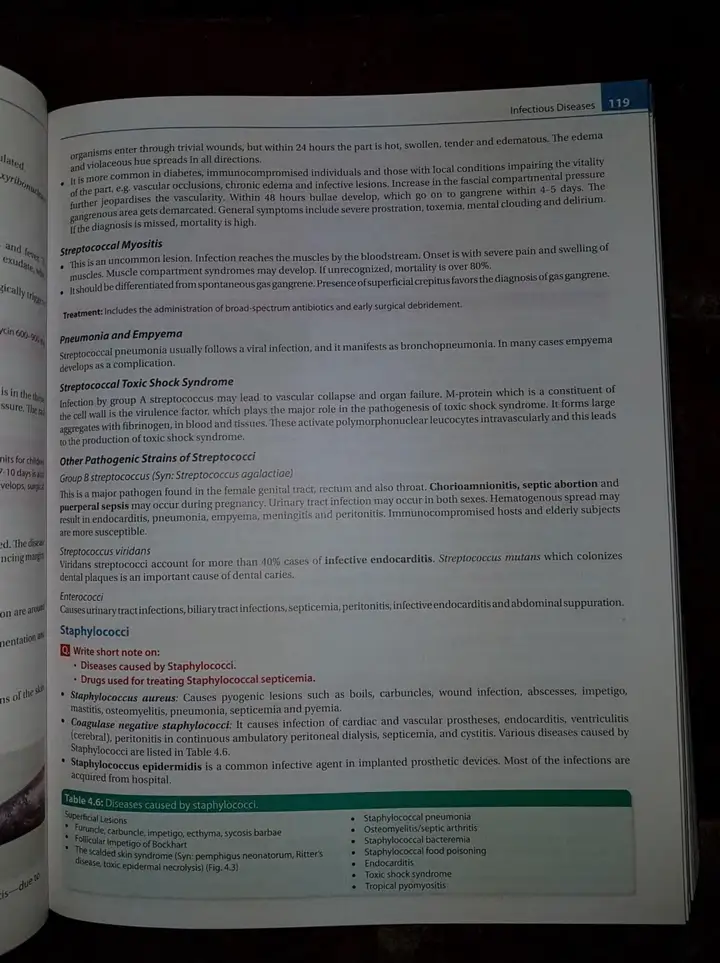 Infectious Diseases 119
organisms enter through trivial wounds, but within 24 hours the part is hot, swollen, tender and edematous. The edema
and violaceous hue spreads in all directions.
• It is more common in diabetes, immunocompromised individuals and those with local conditions impairing the vitality
of the part, e.g. vascular occlusions, chronic edema and infective lesions. Increase in the fascial compartmental pressure
further jeopardises the vascularity. Within 48 hours bullae develop, which go on to gangrene within 4-5 days. The
gangrenous area gets demarcated. General symptoms include severe prostration, toxemia, mental clouding and delirium.
If the diagnosis is missed, mortality is high.
Streptococcal Myositis
• This is an uncommon lesion. Infection reaches the muscles by the bloodstream. Onset is with severe pain and swelling of
muscles. Muscle compartment syndromes may develop. If unrecognized, mortality is over 80%.
• It should be differentiated from spontaneous gas gangrene. Presence of superficial crepitus favors the diagnosis of gas gangrene.
Treatment: Includes the administration of broad-spectrum antibiotics and early surgical debridement.
Pneumonia and Empyema
Streptococcal pneumonia usually follows a viral infection, and it manifests as bronchopneumonia. In many cases empyema
develops as a complication.
Streptococcal Toxic Shock Syndrome
Infection by group A streptococcus may lead to vascular collapse and organ failure. M-protein which is a constituent of
the cell wall is the virulence factor, which plays the major role in the pathogenesis of toxic shock syndrome. It forms large
aggregates with fibrinogen, in blood and tissues. These activate polymorphonuclear leucocytes intravascularly and this leads
to the production of toxic shock syndrome.
Other Pathogenic Strains of Streptococci
Group B streptococcus (Syn: Streptococcus agalactiae)
This is a major pathogen found in the female genital tract, rectum and also throat. Chorioamnionitis, septic abortion and
puerperal sepsis may occur during pregnancy. Urinary tract infection may occur in both sexes. Hematogenous spread may
result in endocarditis, pneumonia, empyema, meningitis and peritonitis. Immunocompromised hosts and elderly subjects
are more susceptible.
Streptococcus viridans
Viridans streptococci account for more than 40% cases of infective endocarditis. Streptococcus mutans which colonizes
dental plaques is an important cause of dental caries.
Enterococci
Causes urinary tract infections, biliary tract infections, septicemia, peritonitis, infective endocarditis and abdominal suppuration.
Staphylococci
Q. Write short note on:
• Diseases caused by Staphylococci.
• Drugs used for treating Staphylococcal septicemia.
• Staphylococcus aureus: Causes pyogenic lesions such as boils, carbuncles, wound infection, abscesses, impetigo,
mastitis, osteomyelitis, pneumonia, septicemia and pyemia.
• Coagulase negative staphylococci: It causes infection of cardiac and vascular prostheses, endocarditis, ventriculitis
(cerebral), peritonitis in continuous ambulatory peritoneal dialysis, septicemia, and cystitis. Various diseases caused by
Staphylococci are listed in Table 4.6.
• Staphylococcus epidermidis is a common infective agent in implanted prosthetic devices. Most of the infections are
acquired from hospital.
Table 4.6: Diseases caused by staphylococci.
Superficial Lesions
• Furuncle, carbuncle, impetigo, ecthyma, sycosis barbae
• Follicular Impetigo of Bockhart
• The scalded skin syndrome (Syn: pemphigus neonatorum, Ritter's
disease, toxic epidermal necrolysis) (Fig. 4.3)
• Staphylococcal pneumonia
• Osteomyelitis/septic arthritis
• Staphylococcal bacteremia
• Staphylococcal food poisoning
• Endocarditis
• Toxic shock syndrome
• Tropical pyomyositis